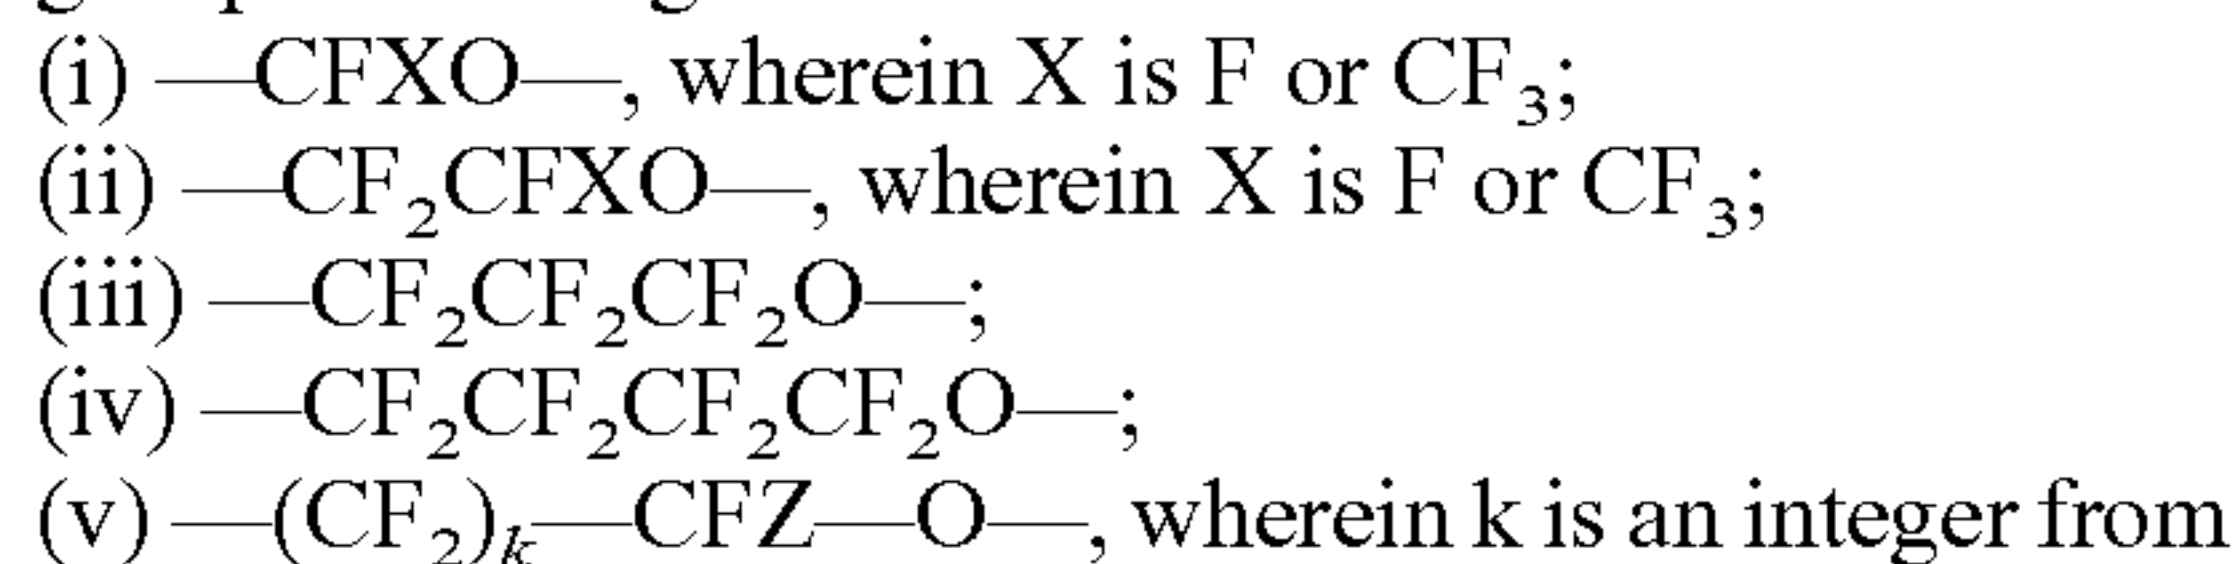 (i) —CFXO—, wherein X is F or CF₃;
(ii) —CF₂CFXO—, wherein X is F or CF₃;
(iii) —CF₂CF₂CF₂O—;
(iv) —CF₂CF₂CF₂CF₂O—;
(v) —(CF₂)ₖ—CFZ—O—, wherein k is an integer from